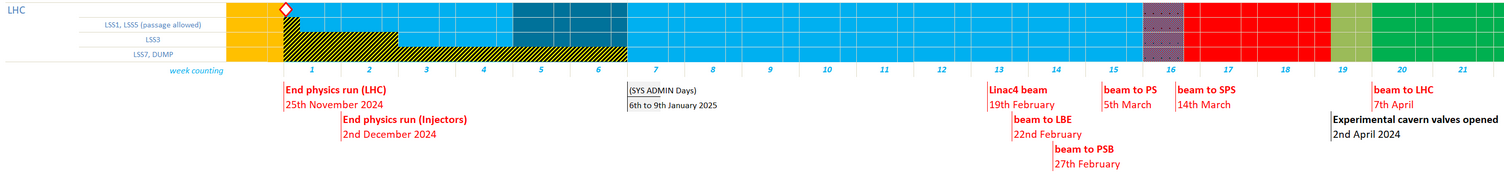 LHC
LSS1, LSS5 (passage allowed)
LSS3
LSS7, DUMP
week counting 1 2 3 4 5 6 7 8 9 10 11 12 13 14 15 16 17 18 19 20 21
End physics run (LHC)
25th November 2024
End physics run (Injectors)
2nd December 2024
(SYS ADMIN Days)
6th to 9th January 2025
Linac4 beam
19th February
beam to LBE
22nd February
beam to PSB
27th February
beam to PS
5th March
beam to SPS
14th March
beam to LHC
7th April
Experimental cavern valves opened
2nd April 2024